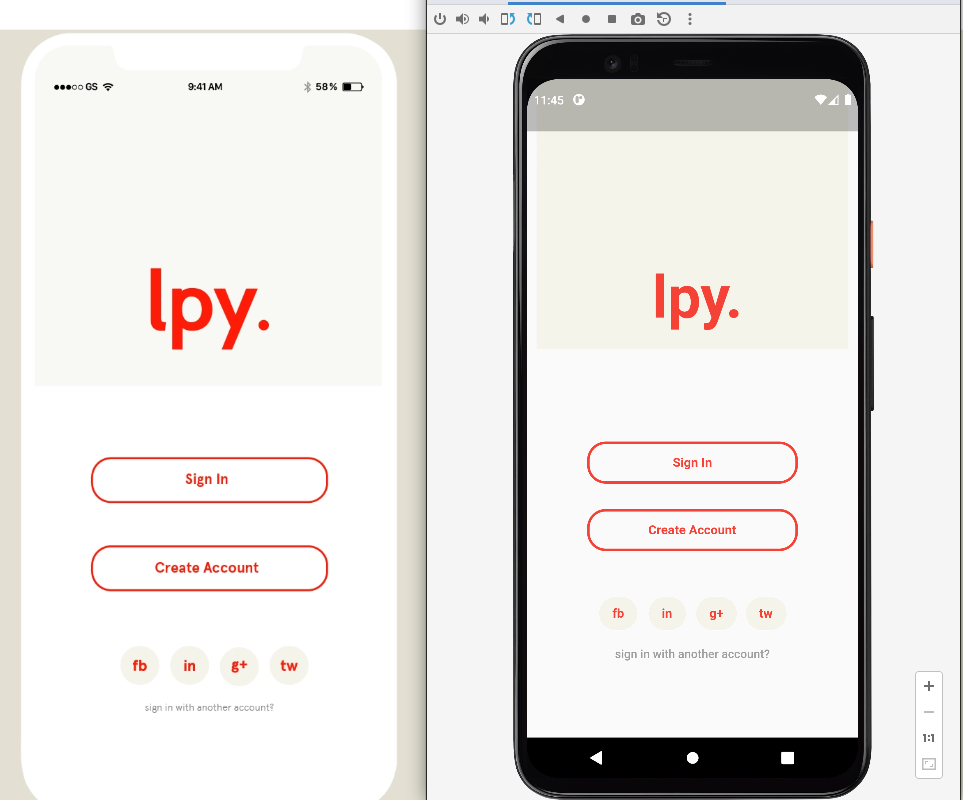 ●●●○○ GS 9:41 AM 58%
lpy.
Sign In
Create Account
fb in g+ tw
sign in with another account?
11:45
lpy.
Sign In
Create Account
fb in g+ tw
sign in with another account?
1:1